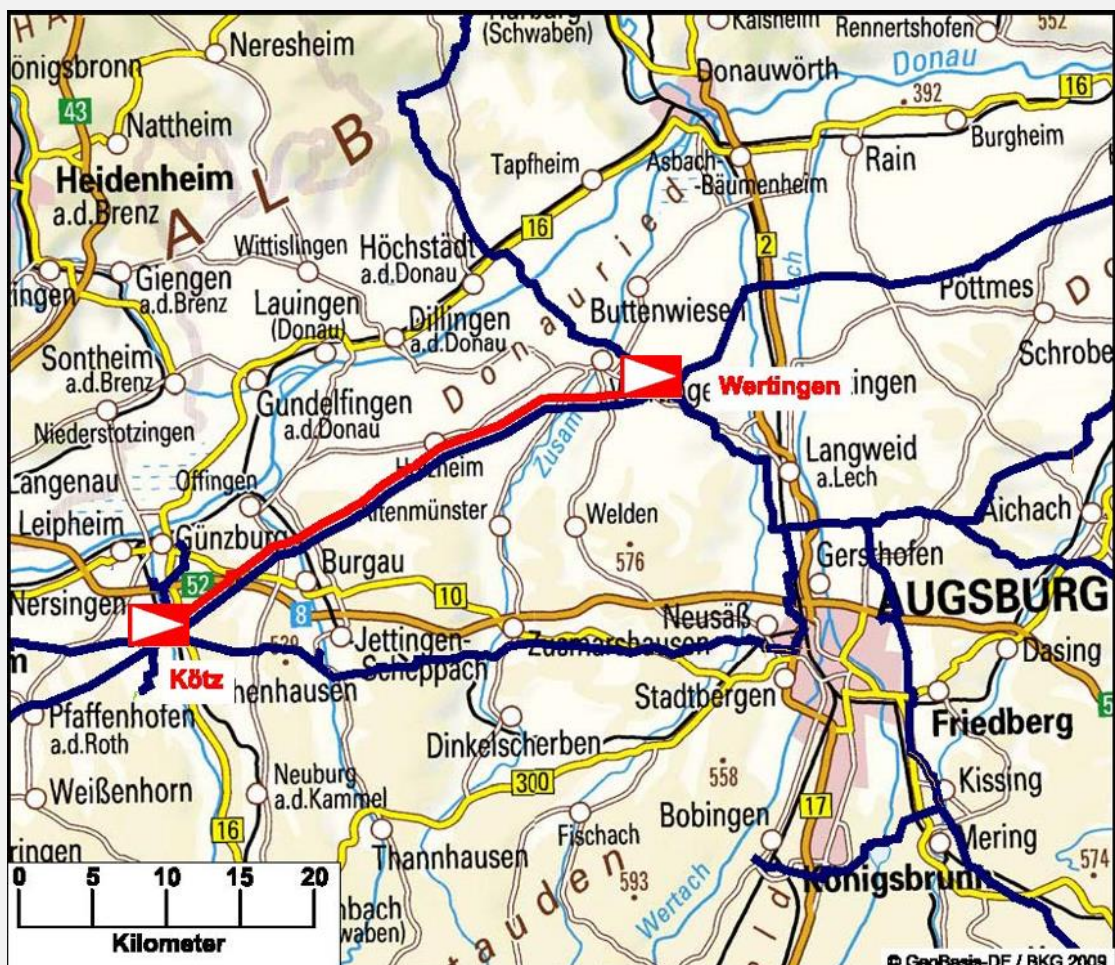 (Schwaben)
Kaisheim
Rennertshofen
552
Neresheim
Donau
Donauwörth
16
43
392
Nattheim
Burgheim
A L B
Tapfheim
Asbach-
-Bäumenheim
Rain
Heidenheim
a.d.Brenz
16
Wittislingen
Höchstädt
a.d.Donau
2
Lech
Giengen
a.d.Brenz
Lauingen
(Donau)
Dillingen
a.d.Donau
Donauried
Buttenwiesen
Pöttmes
Sontheim
a.d.Brenz
Wertingen
Gundelfingen
a.d.Donau
Niederstotzingen
Zusam
Langweid
a.Lech
Langenau
Offingen
Leipheim
Günzburg
Altenmünster
Welden
576
Aichach
Gersthofen
Burgau
52
10
AUGSBURG
Nersingen
8
Neusäß
Jettingen-
Scheppach
Zusmarshausen
Dasing
Kötz
Stadtbergen
Pfaffenhofen
a.d.Roth
Dinkelscherben
Friedberg
558
Weißenhorn
Neuburg
a.d.Kammel
300
Kissing
Bobingen
17
16
Fischach
Mering
Thannhausen
593
Königsbrunn
574
Wertach
0 5 10 15 20
Kilometer
© GeoBasis-DE / BKG 2009